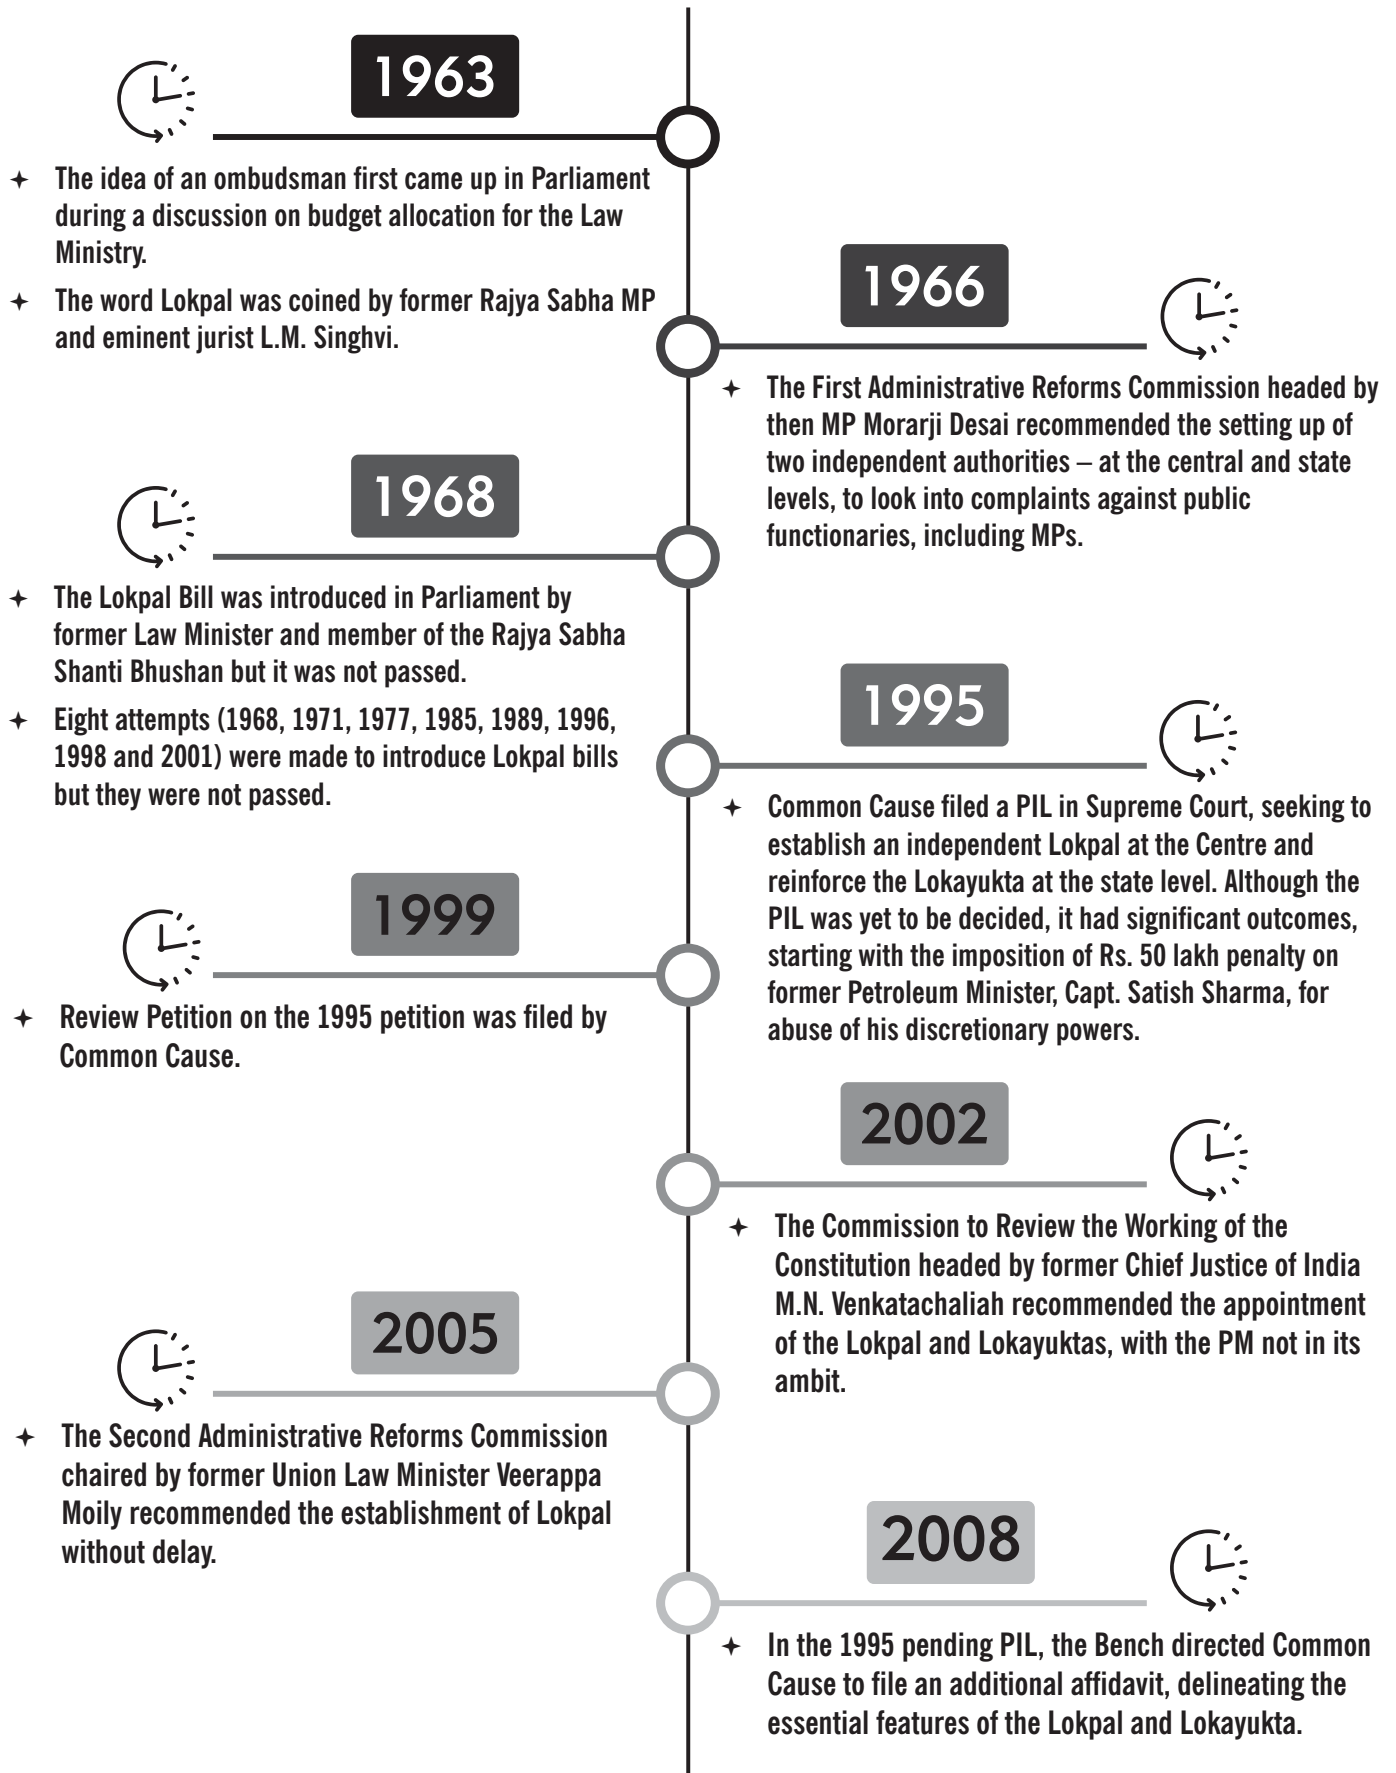 1963
The idea of an ombudsman first came up in Parliament
during a discussion on budget allocation for the Law
Ministry.
The word Lokpal was coined by former Rajya Sabha MP
and eminent jurist L.M. Singhvi.
1966
The First Administrative Reforms Commission headed by
then MP Morarji Desai recommended the setting up of
two independent authorities – at the central and state
levels, to look into complaints against public
functionaries, including MPs.
1968
The Lokpal Bill was introduced in Parliament by
former Law Minister and member of the Rajya Sabha
Shanti Bhushan but it was not passed.
Eight attempts (1968, 1971, 1977, 1985, 1989, 1996,
1998 and 2001) were made to introduce Lokpal bills
but they were not passed.
1995
Common Cause filed a PIL in Supreme Court, seeking to
establish an independent Lokpal at the Centre and
reinforce the Lokayukta at the state level. Although the
PIL was yet to be decided, it had significant outcomes,
starting with the imposition of Rs. 50 lakh penalty on
former Petroleum Minister, Capt. Satish Sharma, for
abuse of his discretionary powers.
1999
Review Petition on the 1995 petition was filed by
Common Cause.
2002
The Commission to Review the Working of the
Constitution headed by former Chief Justice of India
M.N. Venkatachaliah recommended the appointment
of the Lokpal and Lokayuktas, with the PM not in its
ambit.
2005
The Second Administrative Reforms Commission
chaired by former Union Law Minister Veerappa
Moily recommended the establishment of Lokpal
without delay.
2008
In the 1995 pending PIL, the Bench directed Common
Cause to file an additional affidavit, delineating the
essential features of the Lokpal and Lokayukta.